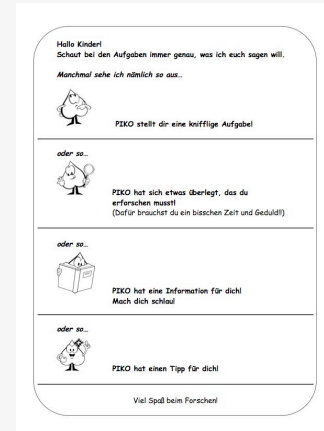 Hallo Kinder!
Schaut bei den Aufgaben immer genau, was ich euch sagen will.
Manchmal sehe ich nämlich so aus…
PIKO stellt dir eine knifflige Aufgabe!
oder so…
PIKO hat sich etwas überlegt, das du
erforschen musst!
(Dafür brauchst du ein bisschen Zeit und Geduld!!)
oder so…
PIKO hat eine Information für dich!
Mach dich schlau!
oder so…
PIKO hat einen Tipp für dich!
Viel Spaß beim Forschen!